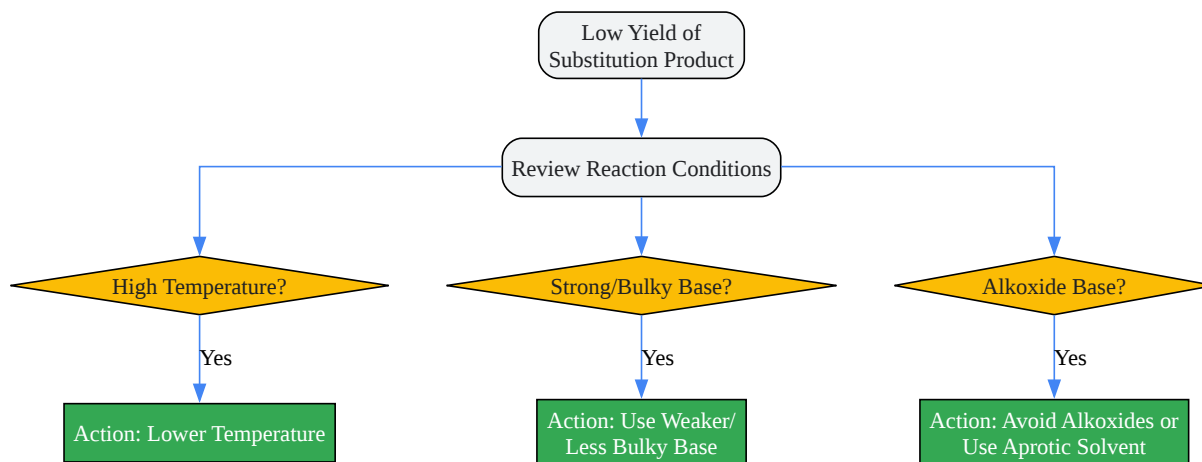 Low Yield of
Substitution Product
Review Reaction Conditions
High Temperature?
Strong/Bulky Base?
Alkoxide Base?
Yes
Yes
Yes
Action: Lower Temperature
Action: Use Weaker/
Less Bulky Base
Action: Avoid Alkoxides or
Use Aprotic Solvent